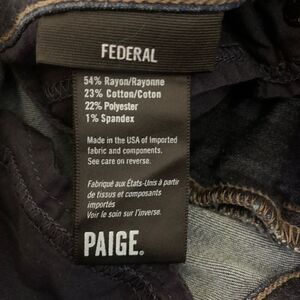 FEDERAL
54% Rayon/Rayonne
23% Cotton/Coton
22% Polyester
1% Spandex
Made in the USA of imported
fabric and components.
See care on reverse.
Fabriqué aux États-Unis à partir
de tissus et composants
importés
Voir le soin sur l'inverse.
PAIGE®